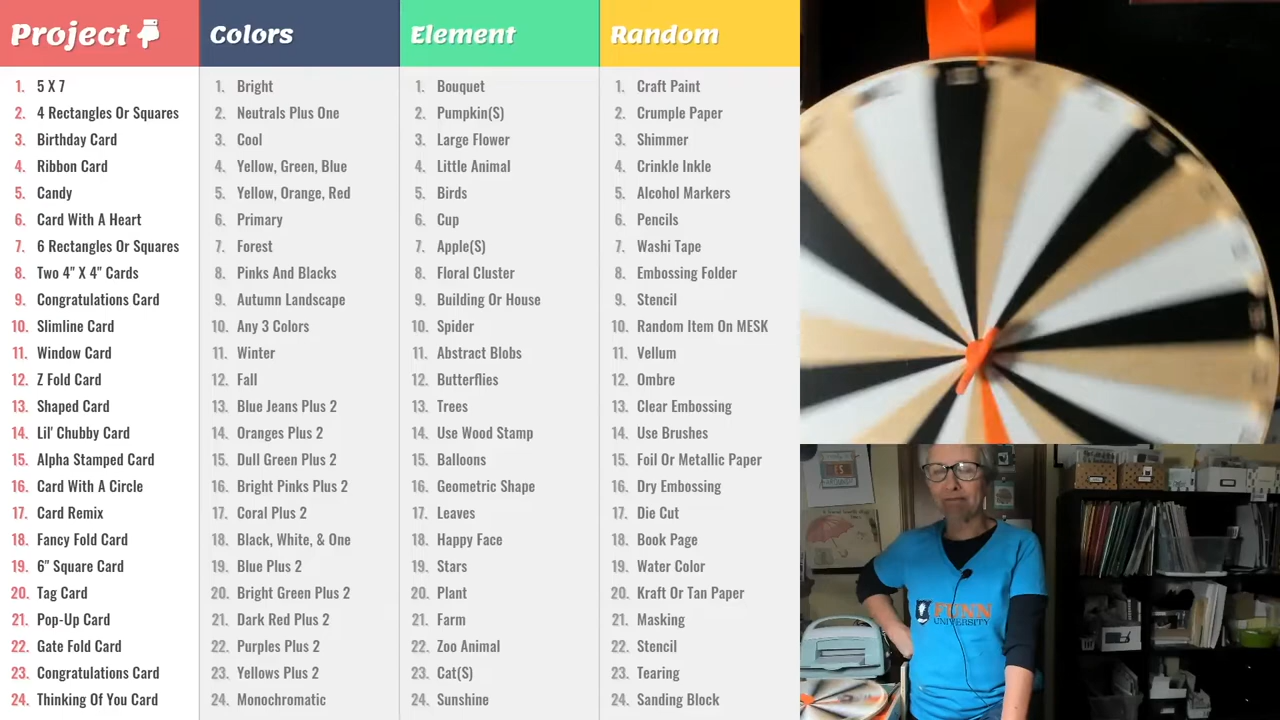 Project
1. 5 X 7
2. 4 Rectangles Or Squares
3. Birthday Card
4. Ribbon Card
5. Candy
6. Card With A Heart
7. 6 Rectangles Or Squares
8. Two 4" X 4" Cards
9. Congratulations Card
10. Slimline Card
11. Window Card
12. Z Fold Card
13. Shaped Card
14. Lil' Chubby Card
15. Alpha Stamped Card
16. Card With A Circle
17. Card Remix
18. Fancy Fold Card
19. 6" Square Card
20. Tag Card
21. Pop-Up Card
22. Gate Fold Card
23. Congratulations Card
24. Thinking Of You Card
Colors
1. Bright
2. Neutrals Plus One
3. Cool
4. Yellow, Green, Blue
5. Yellow, Orange, Red
6. Primary
7. Forest
8. Pinks And Blacks
9. Autumn Landscape
10. Any 3 Colors
11. Winter
12. Fall
13. Blue Jeans Plus 2
14. Oranges Plus 2
15. Dull Green Plus 2
16. Bright Pinks Plus 2
17. Coral Plus 2
18. Black, White, & One
19. Blue Plus 2
20. Bright Green Plus 2
21. Dark Red Plus 2
22. Purples Plus 2
23. Yellows Plus 2
24. Monochromatic
Element
1. Bouquet
2. Pumpkin(S)
3. Large Flower
4. Little Animal
5. Birds
6. Cup
7. Apple(S)
8. Floral Cluster
9. Building Or House
10. Spider
11. Abstract Blobs
12. Butterflies
13. Trees
14. Use Wood Stamp
15. Balloons
16. Geometric Shape
17. Leaves
18. Happy Face
19. Stars
20. Plant
21. Farm
22. Zoo Animal
23. Cat(S)
24. Sunshine
Random
1. Craft Paint
2. Crumple Paper
3. Shimmer
4. Crinkle Inkle
5. Alcohol Markers
6. Pencils
7. Washi Tape
8. Embossing Folder
9. Stencil
10. Random Item On MESK
11. Vellum
12. Ombre
13. Clear Embossing
14. Use Brushes
15. Foil Or Metallic Paper
16. Dry Embossing
17. Die Cut
18. Book Page
19. Water Color
20. Kraft Or Tan Paper
21. Masking
22. Stencil
23. Tearing
24. Sanding Block
15
FUNN
UNIVERSITY